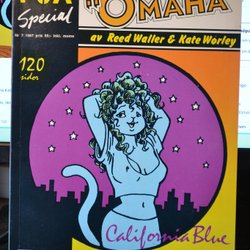 OMAHA
Special
av Reed Waller & Kate Worley
120
sidor
California Blue